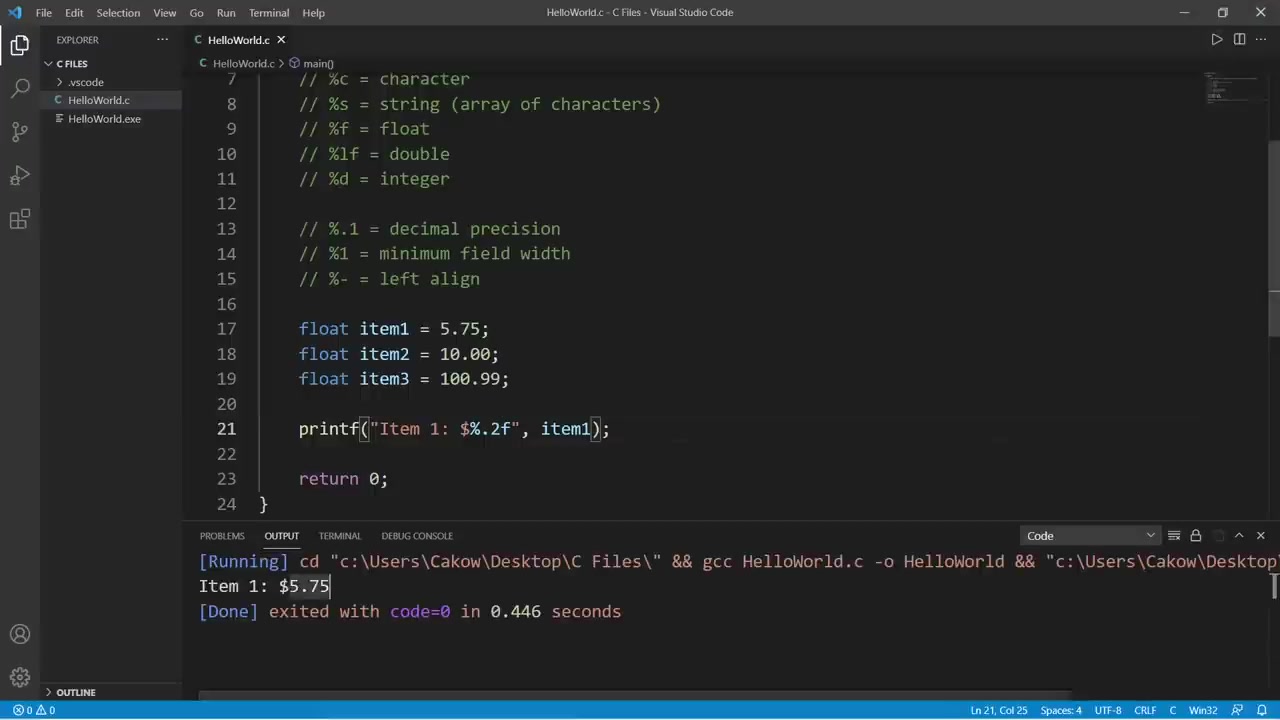 File Edit Selection View Go Run Terminal Help HelloWorld.c - C Files - Visual Studio Code
EXPLORER ··· C HelloWorld.c ×
C FILES C HelloWorld.c > main()
> .vscode
C HelloWorld.c
HelloWorld.exe
7 // %c = character
8 // %s = string (array of characters)
9 // %f = float
10 // %lf = double
11 // %d = integer
12
13 // %.1 = decimal precision
14 // %1 = minimum field width
15 // %- = left align
16
17 float item1 = 5.75;
18 float item2 = 10.00;
19 float item3 = 100.99;
20
21 printf("Item 1: $%.2f", item1);
22
23 return 0;
24 }
PROBLEMS OUTPUT TERMINAL DEBUG CONSOLE Code
[Running] cd "c:\Users\Cakow\Desktop\C Files\" && gcc HelloWorld.c -o HelloWorld && "c:\Users\Cakow\Desktop
Item 1: $5.75
[Done] exited with code=0 in 0.446 seconds
> OUTLINE
0 0 Ln 21, Col 25 Spaces: 4 UTF-8 CRLF C Win32